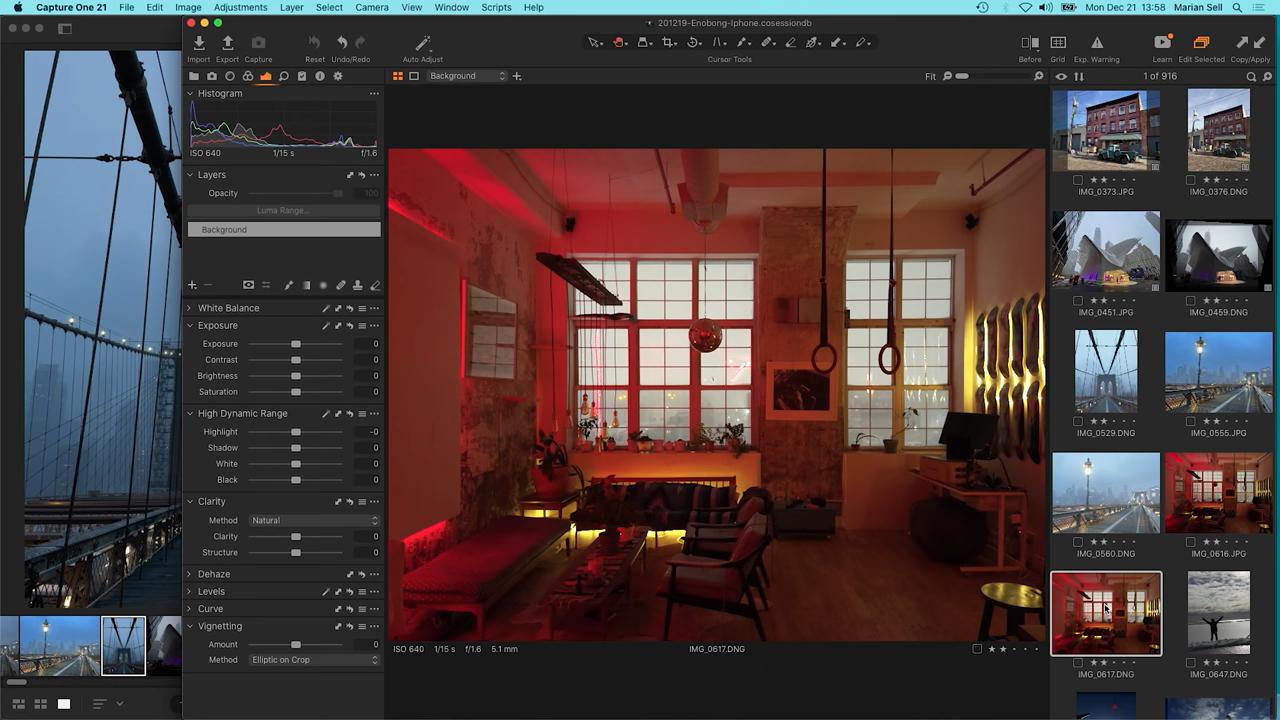 Capture One 21 File Edit Image Adjustments Layer Select Camera View Window Scripts Help Mon Dec 21 13:58 Marian Sell
201219-Enobong-Iphone.cosessiondb
Import Export Capture Reset Undo/Redo Auto Adjust Cursor Tools Before Grid Exp. Warning Learn Edit Selected Copy/Apply
Background Fit 1 of 916
Histogram
ISO 640 1/15 s f/1.6
Layers
Opacity 100
Luma Range...
Background
White Balance
Exposure
Exposure 0
Contrast 0
Brightness 0
Saturation 0
High Dynamic Range
Highlight -0
Shadow 0
White 0
Black 0
Clarity
Method Natural
Clarity 0
Structure 0
Dehaze
Levels
Curve
Vignetting
Amount 0
Method Elliptic on Crop
ISO 640 1/15 s f/1.6 5.1 mm IMG_0617.DNG
IMG_0373.JPG IMG_0376.DNG
IMG_0451.JPG IMG_0459.DNG
IMG_0529.DNG IMG_0555.JPG
IMG_0560.DNG IMG_0616.JPG
IMG_0617.DNG IMG_0647.DNG